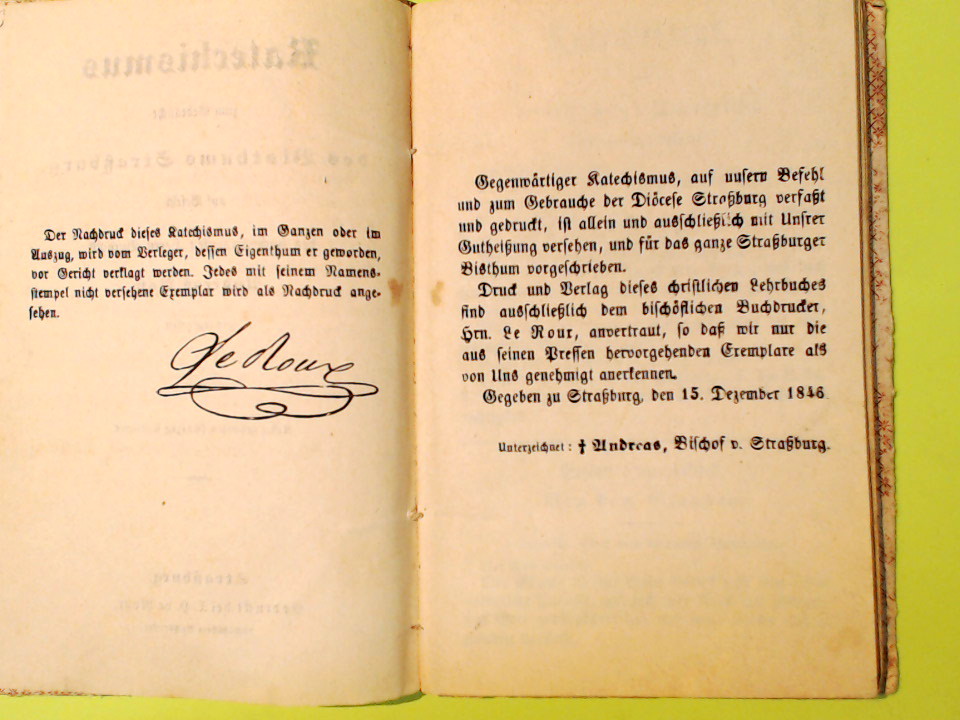 Der Nachdruck dieses Katechismus, im Ganzen oder im
Auszug, wird vom Verleger, dessen Eigenthum er geworden,
vor Gericht verklagt werden. Jedes mit seinem Namens-
stempel nicht versehene Exemplar wird als Nachdruck ange-
sehen.
Le Roux
Gegenwärtiger Katechismus, auf uusern Befehl
und zum Gebrauche der Diöcese Straßburg verfaßt
und gedruckt, ist allein und ausschließlich mit Unsrer
Gutheißung versehen, und für das ganze Straßburger
Bisthum vorgeschrieben.
Druck und Verlag dieses christlichen Lehrbuches
sind ausschließlich dem bischöflichen Buchdrucker,
Hrn. Le Roux, anvertraut, so daß wir nur die
aus seinen Pressen hervorgehenden Exemplare als
von Uns genehmigt anerkennen.
Gegeben zu Straßburg, den 15. Dezember 1846.
Unterzeichnet: † Andreas, Bischof v. Straßburg.